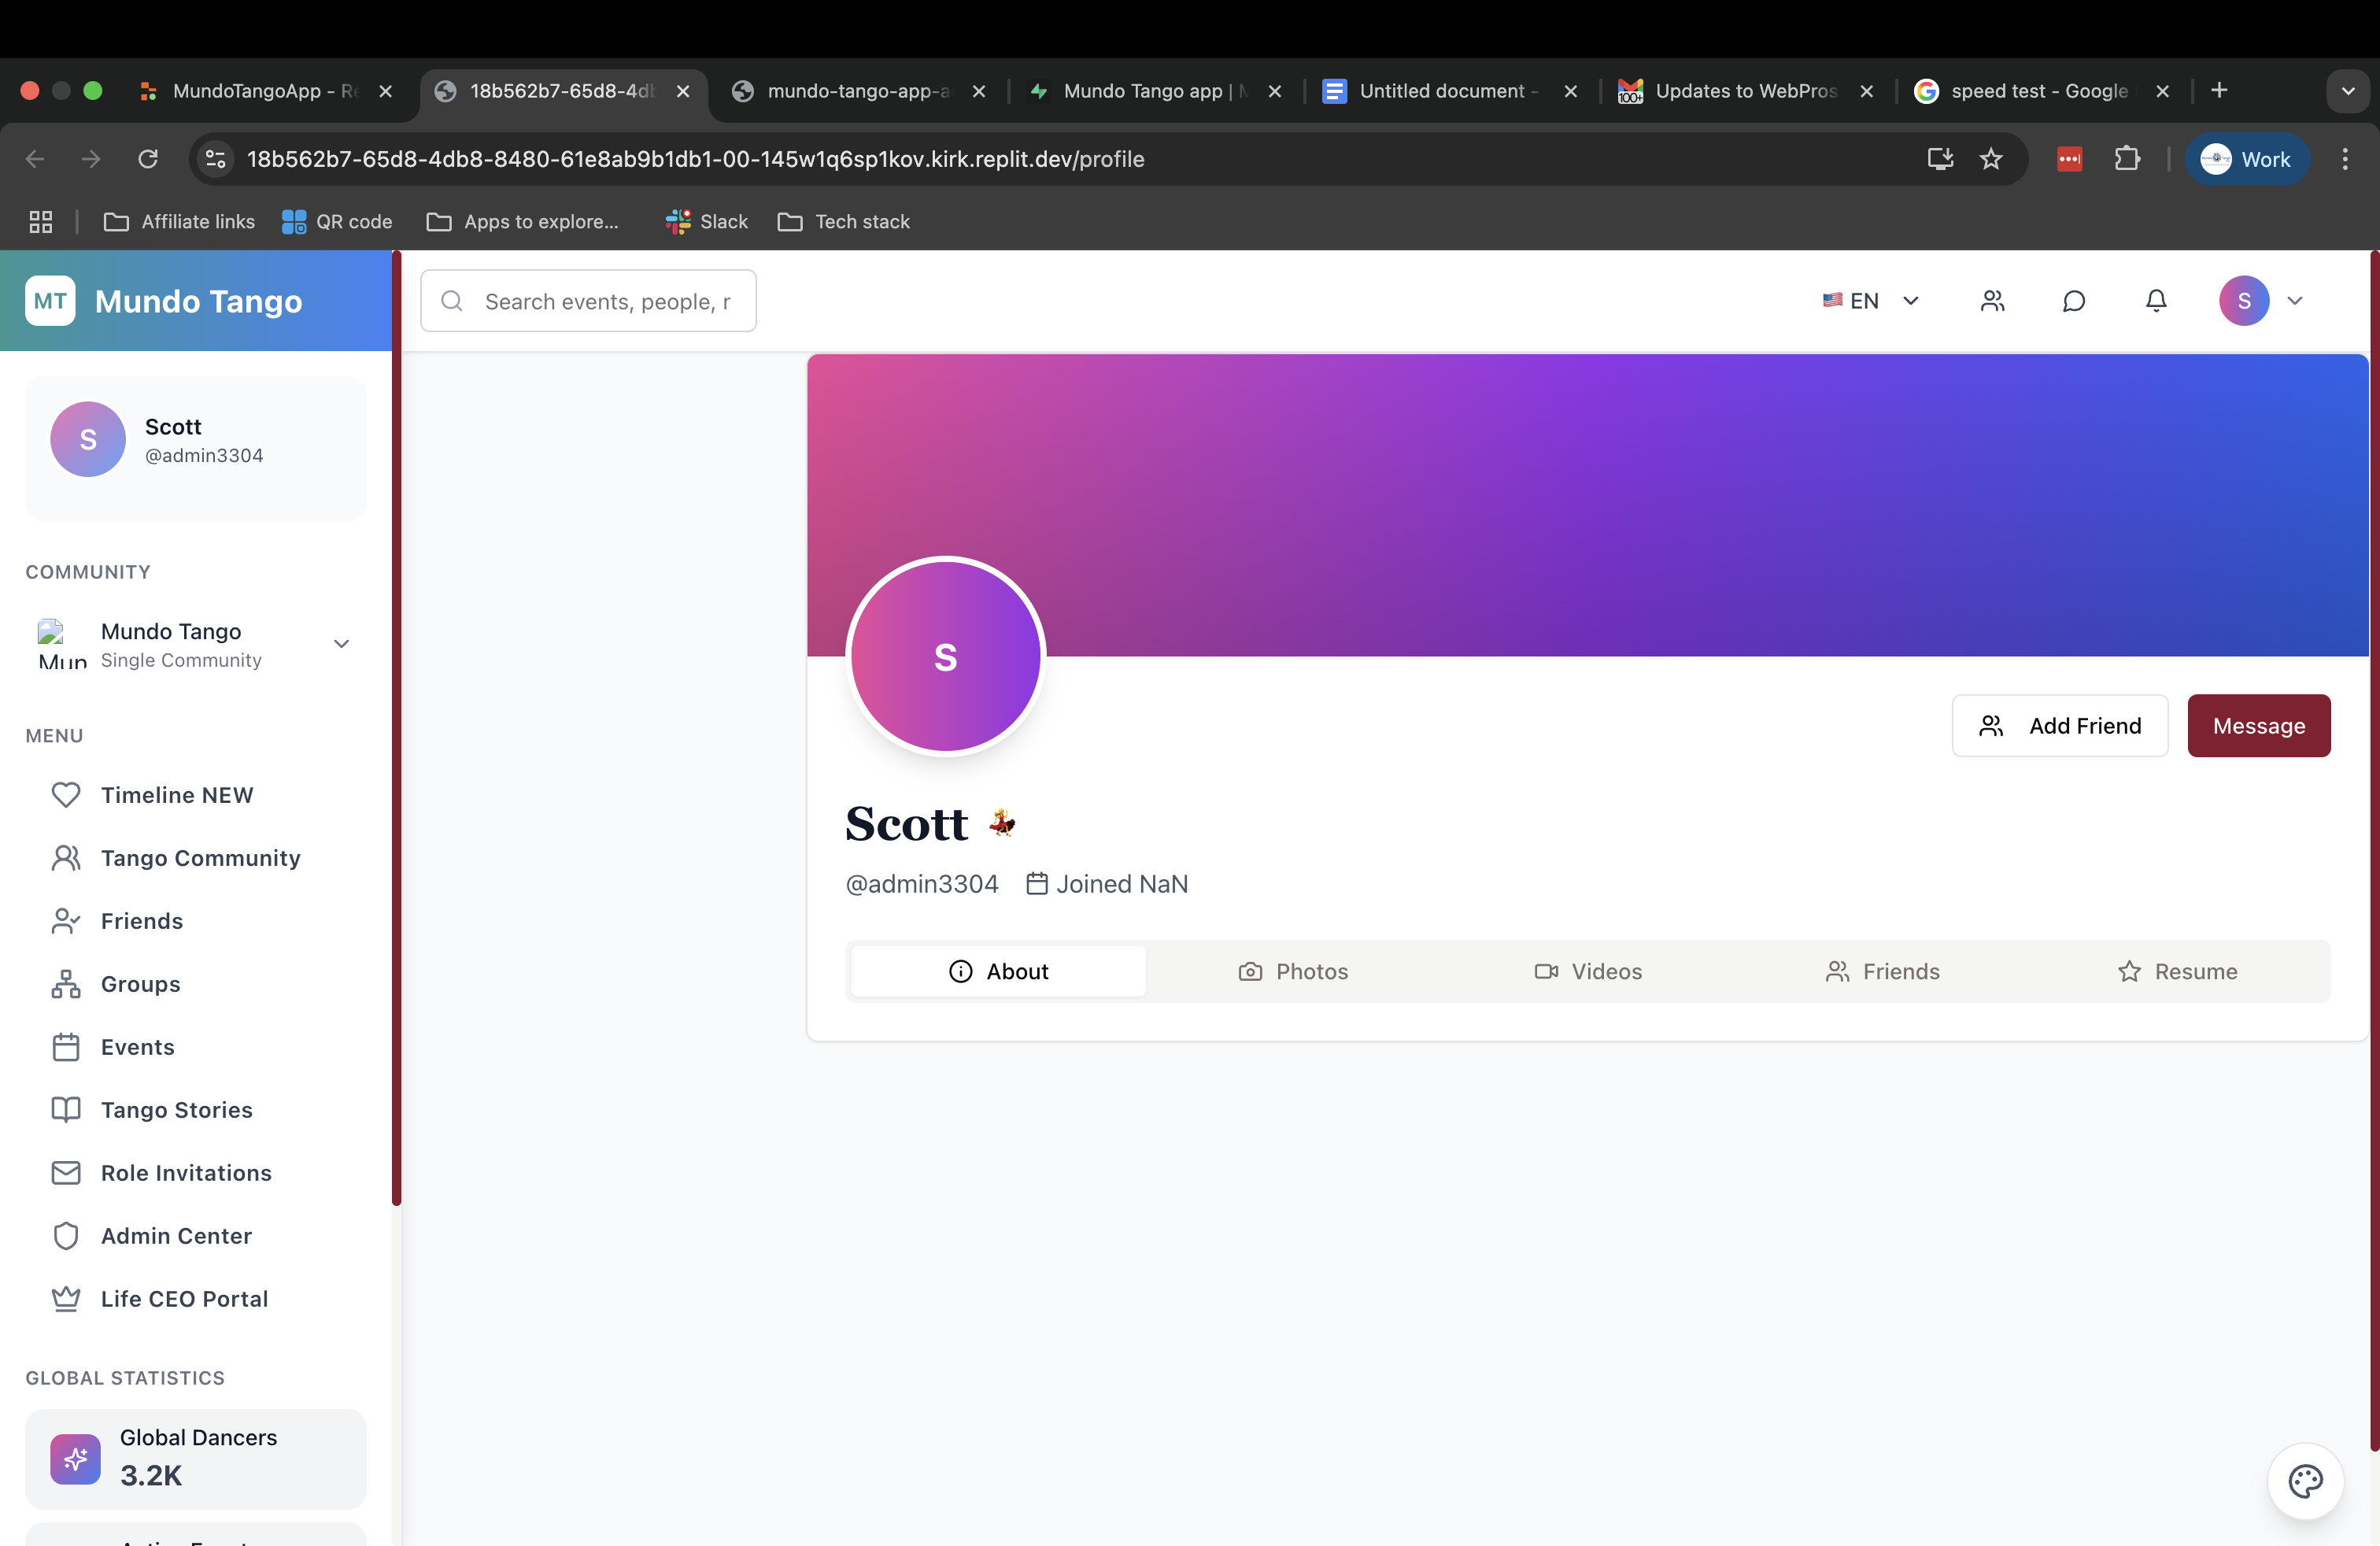 MundoTangoApp - Re
18b562b7-65d8-4db
mundo-tango-app-a
Mundo Tango app | M
Untitled document -
100+
Updates to WebPros
speed test - Google
18b562b7-65d8-4db8-8480-61e8ab9b1db1-00-145w1q6sp1kov.kirk.replit.dev/profile
Work
Affiliate links
QR code
Apps to explore...
Slack
Tech stack
MT
Mundo Tango
Search events, people, r
EN
S
S
Scott
@admin3304
COMMUNITY
Mun
Mundo Tango
Single Community
MENU
Timeline NEW
Tango Community
Friends
Groups
Events
Tango Stories
Role Invitations
Admin Center
Life CEO Portal
GLOBAL STATISTICS
Global Dancers
3.2K
S
Add Friend
Message
Scott
@admin3304
Joined NaN
About
Photos
Videos
Friends
Resume